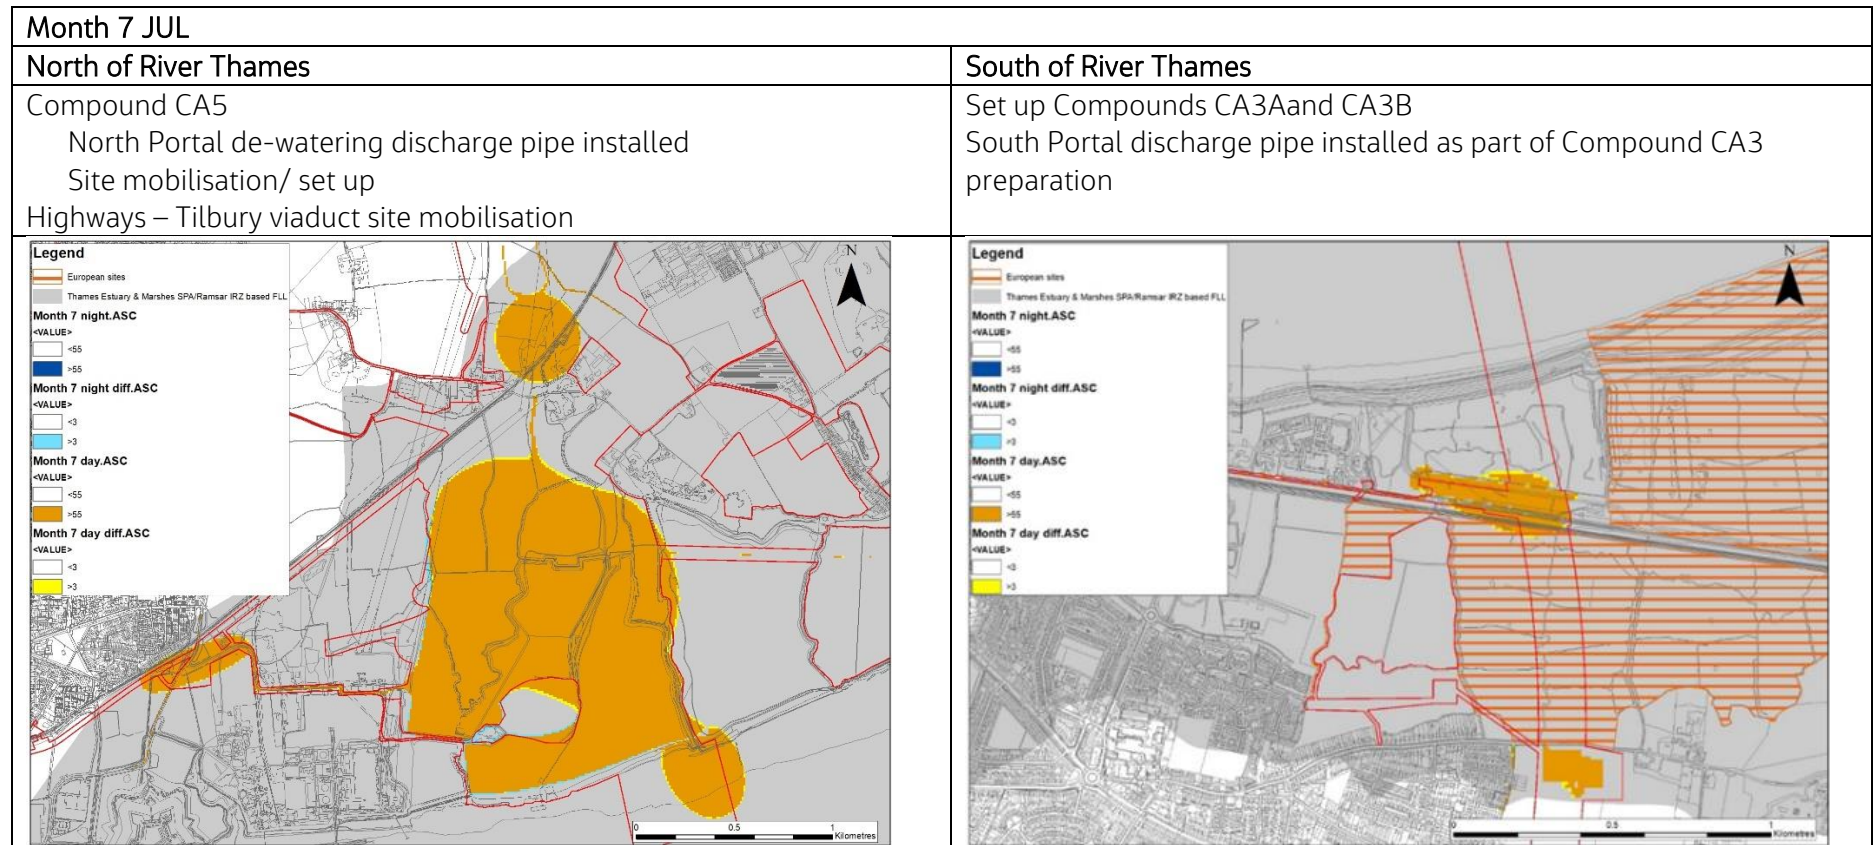 Month 7 JUL
North of River Thames
South of River Thames
Compound CA5
North Portal de-watering discharge pipe installed
Site mobilisation/ set up
Highways – Tilbury viaduct site mobilisation
Set up Compounds CA3Aand CA3B
South Portal discharge pipe installed as part of Compound CA3
preparation
Legend
European sites
Thames Estuary & Marshes SPA/Ramsar IRZ based FLL
Month 7 night.ASC
<VALUE>
<55
>55
Month 7 night diff.ASC
<VALUE>
<3
>3
Month 7 day.ASC
<VALUE>
<55
>55
Month 7 day diff.ASC
<VALUE>
<3
>3
N
0 0.5 1
Kilometres
Legend
European sites
Thames Estuary & Marshes SPA/Ramsar IRZ based FLL
Month 7 night.ASC
<VALUE>
<55
>55
Month 7 night diff.ASC
<VALUE>
<3
>3
Month 7 day.ASC
<VALUE>
<55
>55
Month 7 day diff.ASC
<VALUE>
<3
>3
N
0 0.5 1
Kilometres